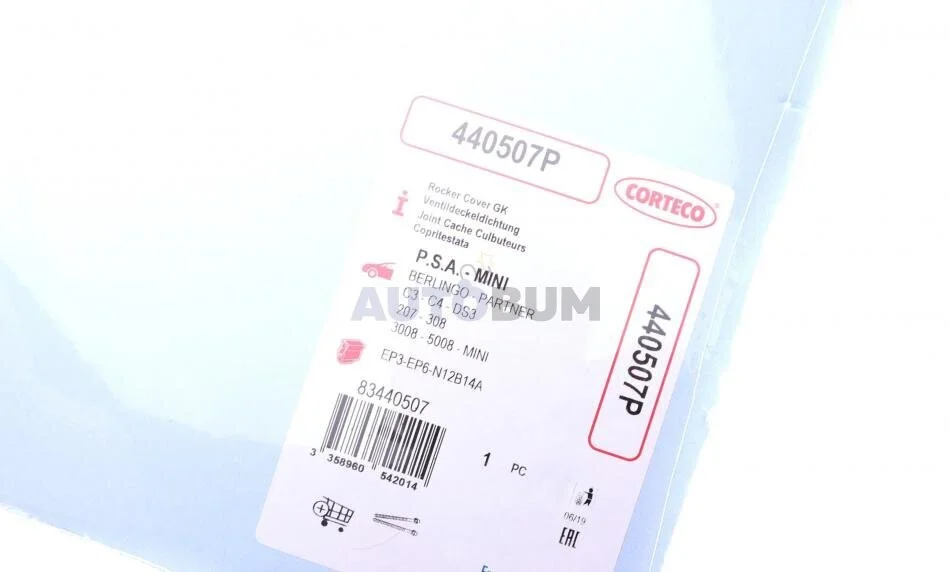 440507P
CORTECO
Rocker Cover GK
Ventildeckeldichtung
Joint Cache Culbuteurs
Copritestata
P.S.A. - MINI
BERLINGO - PARTNER
C3 - C4 - DS3
207 - 308
3008 - 5008 - MINI
AUTOBUM
EP3-EP6-N12B14A
440507P
83440507
3 358960 542014
1 PC
06/19
EAC